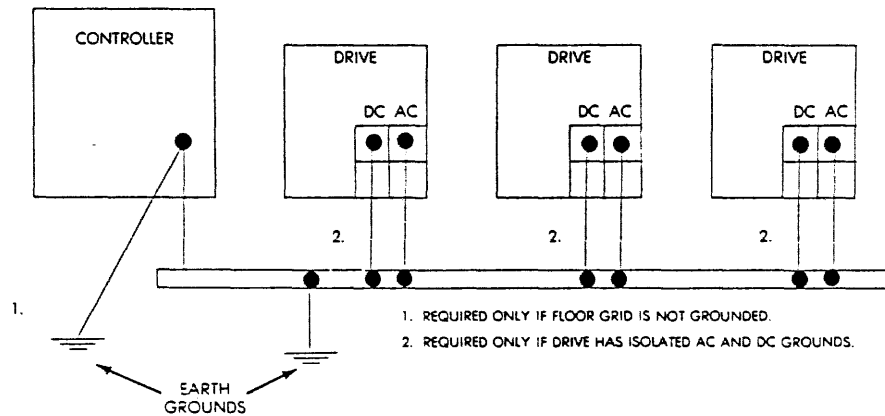 CONTROLLER
DRIVE
DRIVE
DRIVE
DC AC
DC AC
DC AC
2.
2.
2.
1.
1. REQUIRED ONLY IF FLOOR GRID IS NOT GROUNDED.
2. REQUIRED ONLY IF DRIVE HAS ISOLATED AC AND DC GROUNDS.
EARTH
GROUNDS